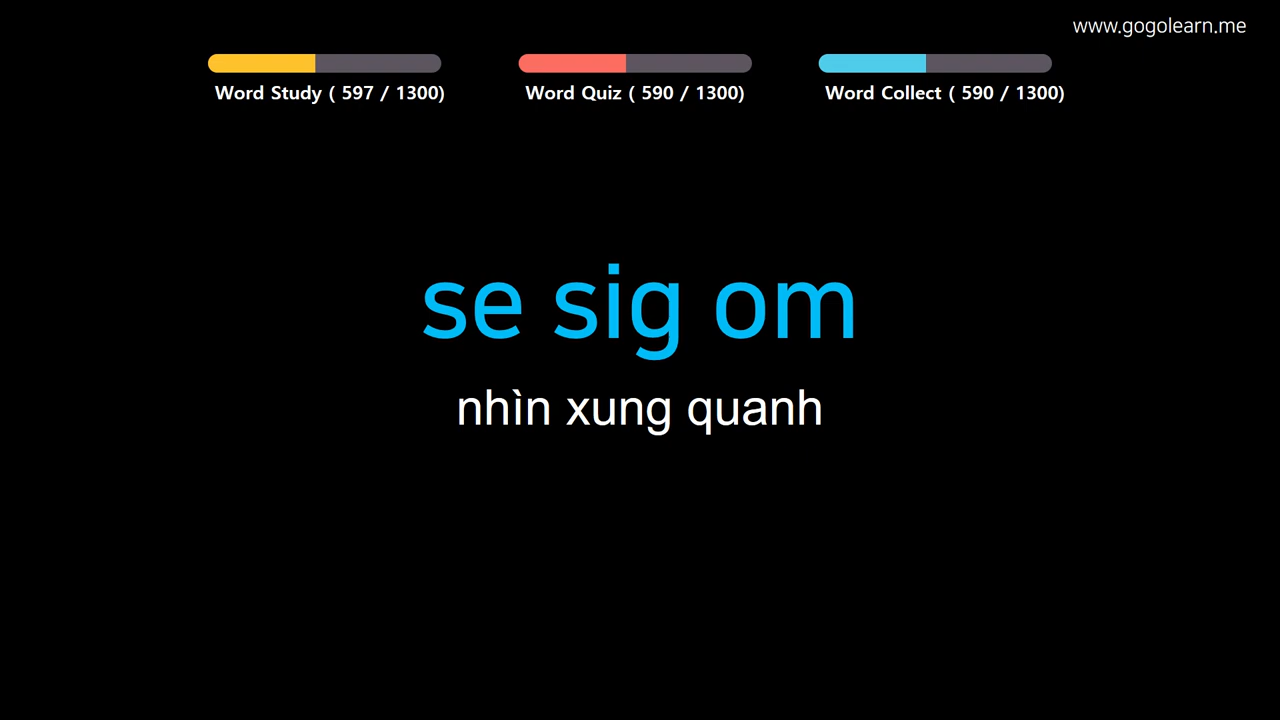 www.gogolearn.me
Word Study ( 597 / 1300)
Word Quiz ( 590 / 1300)
Word Collect ( 590 / 1300)
se sig om
nhìn xung quanh